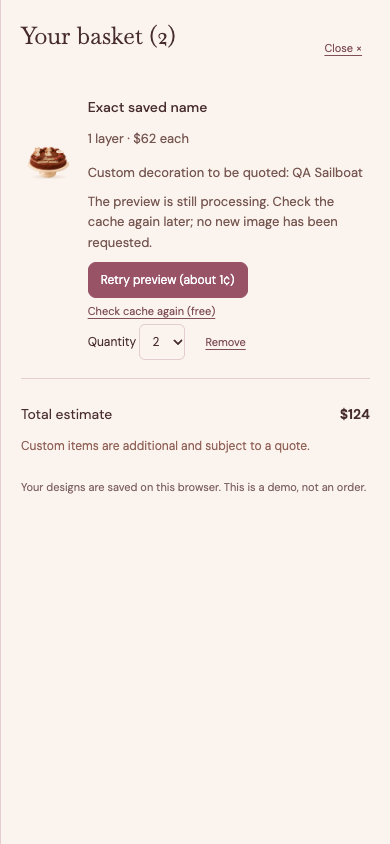 Your basket (2)
Close ×
Exact saved name
1 layer · $62 each
Custom decoration to be quoted: QA Sailboat
The preview is still processing. Check the
cache again later; no new image has been
requested.
Retry preview (about 1¢)
Check cache again (free)
Quantity 2 Remove
Total estimate $124
Custom items are additional and subject to a quote.
Your designs are saved on this browser. This is a demo, not an order.